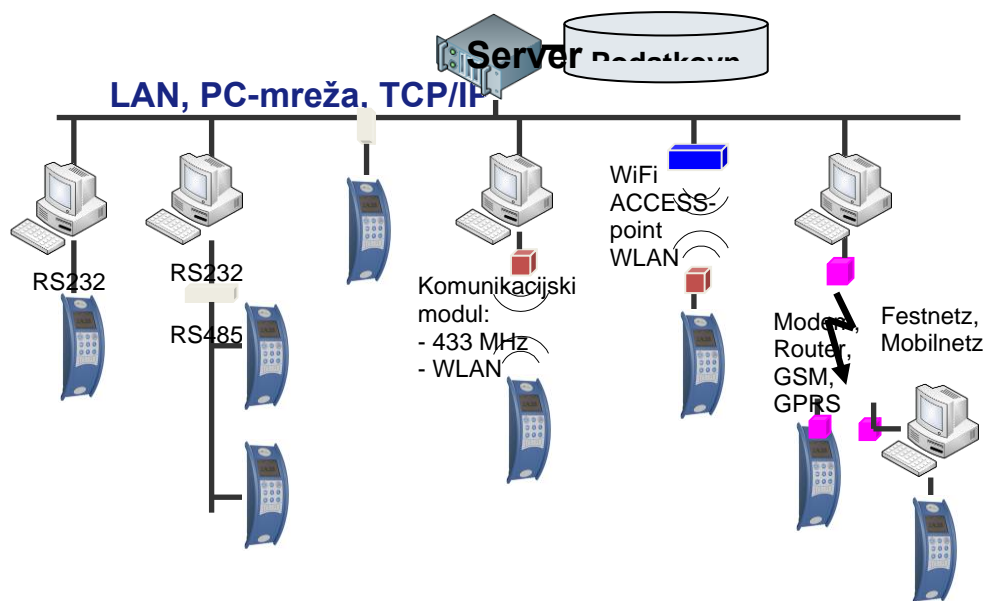 Server
LAN, PC-mreža, TCP/IP
RS232
RS232
RS485
Komunikacijski
modul:
- 433 MHz
- WLAN
WiFi
ACCESS-
point
WLAN
Modem,
Router,
GSM,
GPRS
Festnetz,
Mobilnetz